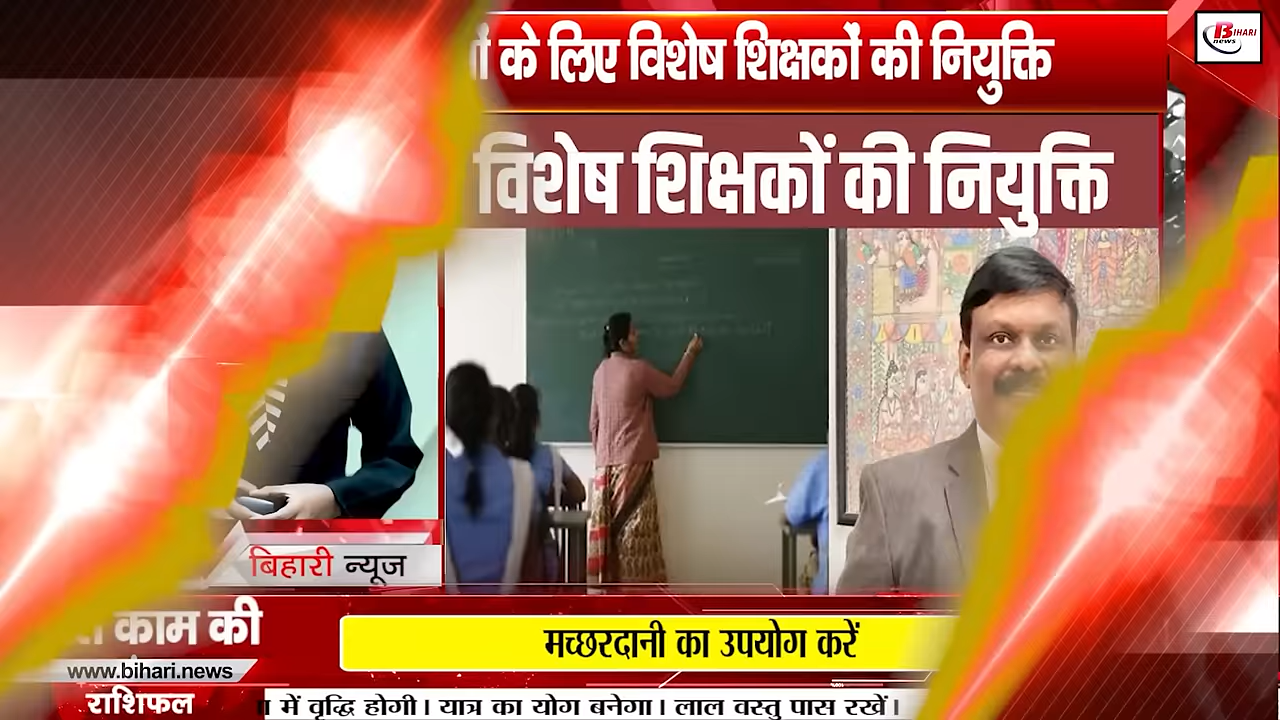 के लिए विशेष शिक्षकों की नियुक्ति
BIHARI
news
विशेष शिक्षकों की नियुक्ति
बिहारी न्यूज
काम की
मच्छरदानी का उपयोग करें
www.bihari.news
राशिफल
में वृद्धि होगी। यात्र का योग बनेगा। लाल वस्तु पास रखें।